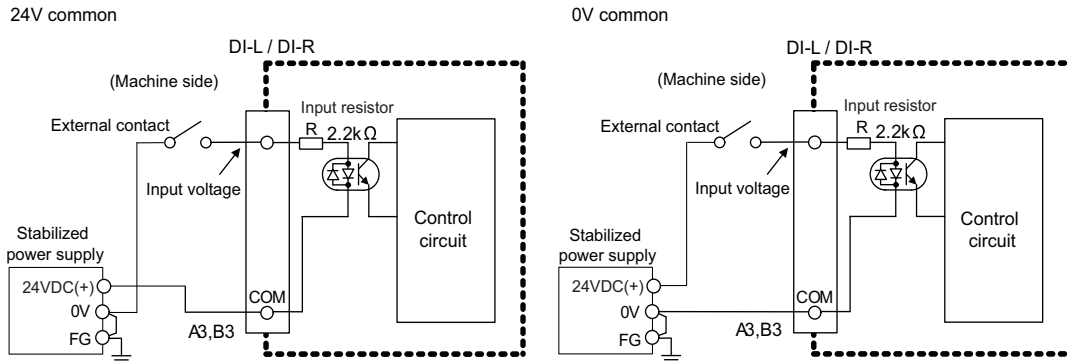 24V common
DI-L / DI-R
(Machine side)
Input resistor
External contact
R 2.2kΩ
Input voltage
Control
circuit
Stabilized
power supply
24VDC(+)
0V
COM
FG
A3,B3
0V common
DI-L / DI-R
(Machine side)
Input resistor
External contact
R 2.2kΩ
Input voltage
Control
circuit
Stabilized
power supply
24VDC(+)
0V
COM
FG
A3,B3